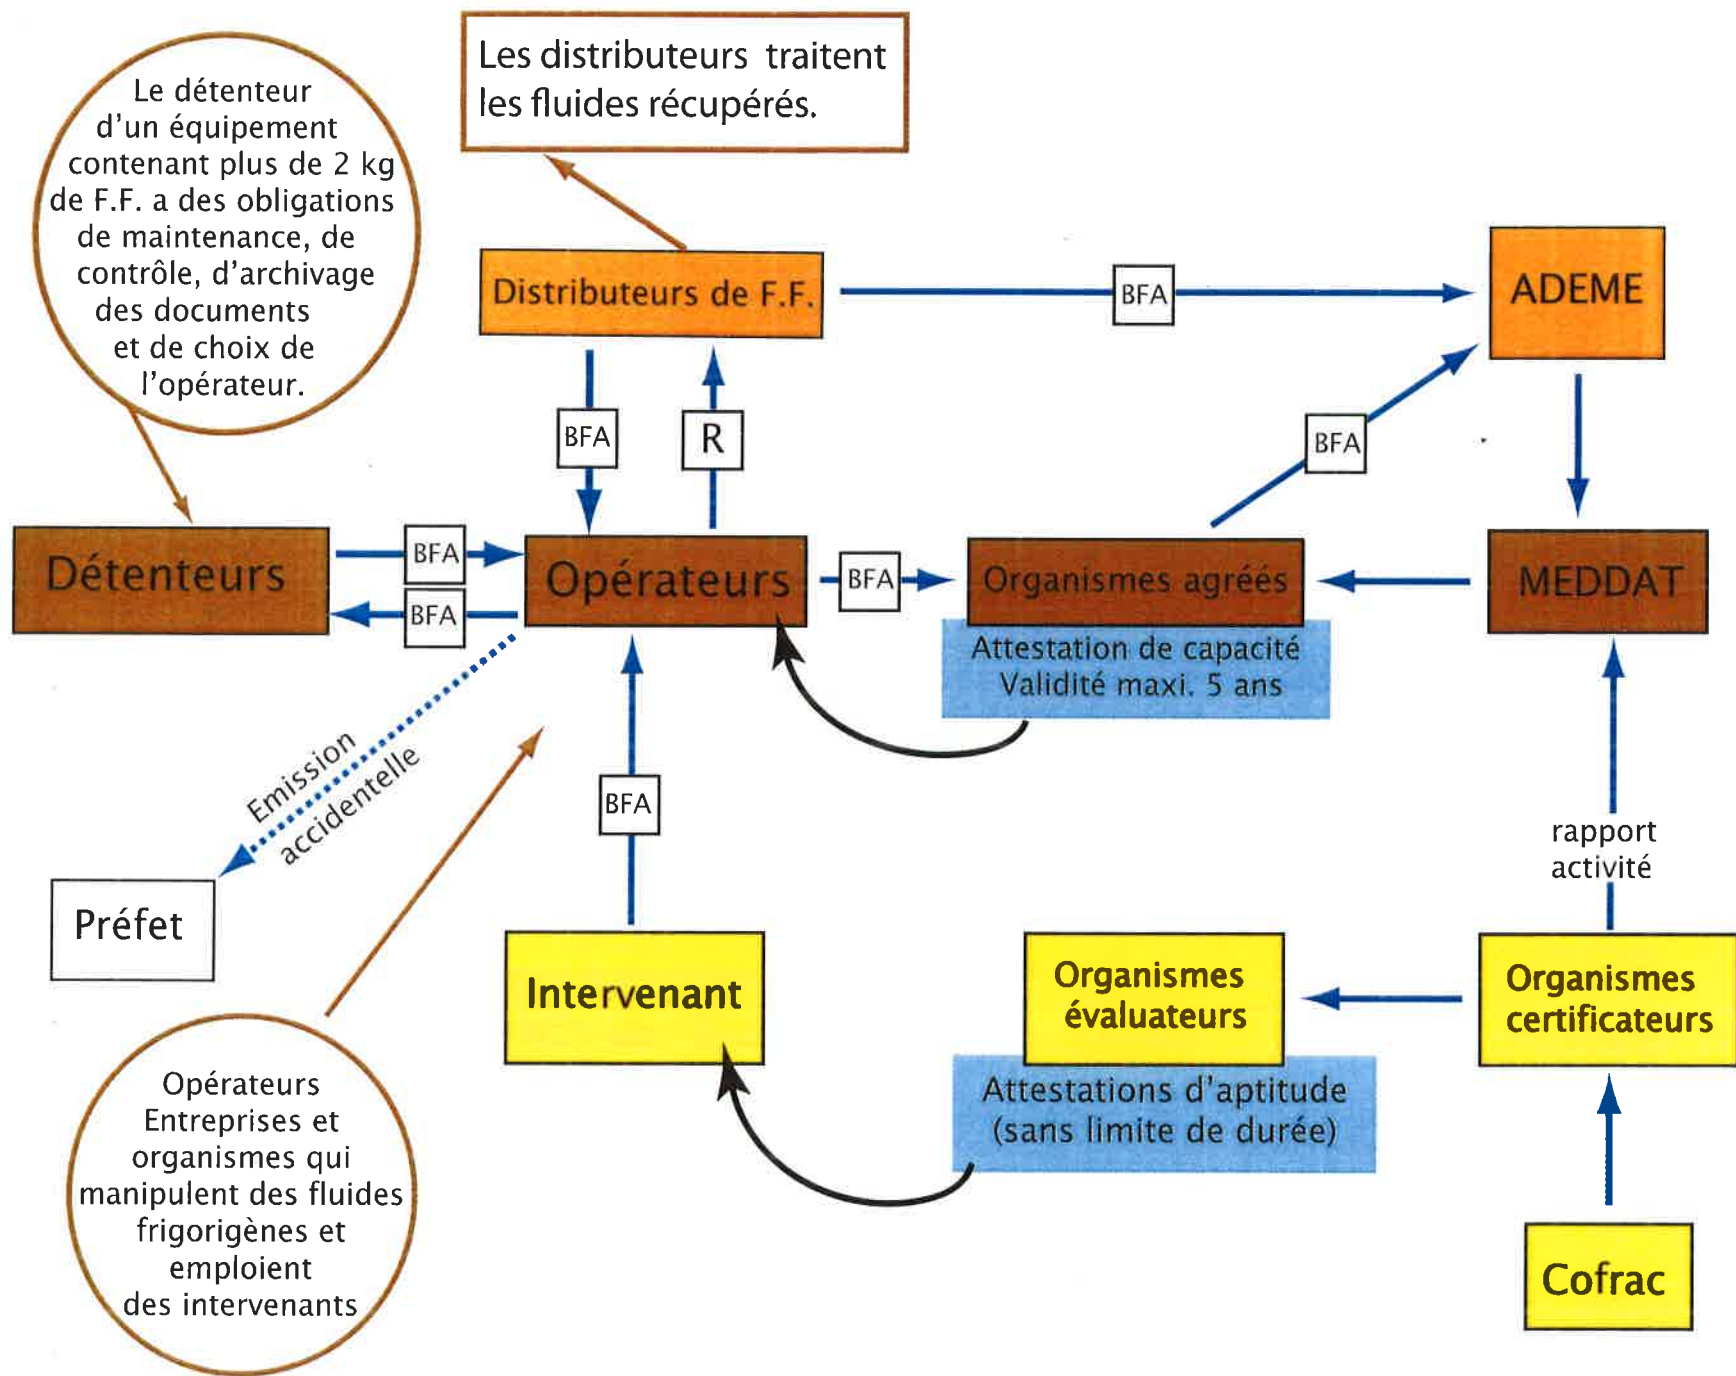 Le détenteur
d'un équipement
contenant plus de 2 kg
de F.F. a des obligations
de maintenance, de
contrôle, d'archivage
des documents
et de choix de
l'opérateur.
Les distributeurs traitent
les fluides récupérés.
Distributeurs de F.F.
BFA
ADEME
BFA
R
BFA
Détenteurs
BFA
BFA
Opérateurs
BFA
Organismes agréés
MEDDAT
Attestation de capacité
Validité maxi. 5 ans
Emission
accidentelle
BFA
rapport
activité
Préfet
Intervenant
Organismes
évaluateurs
Organismes
certificateurs
Attestations d'aptitude
(sans limite de durée)
Opérateurs
Entreprises et
organismes qui
manipulent des fluides
frigorigènes et
emploient
des intervenants
Cofrac